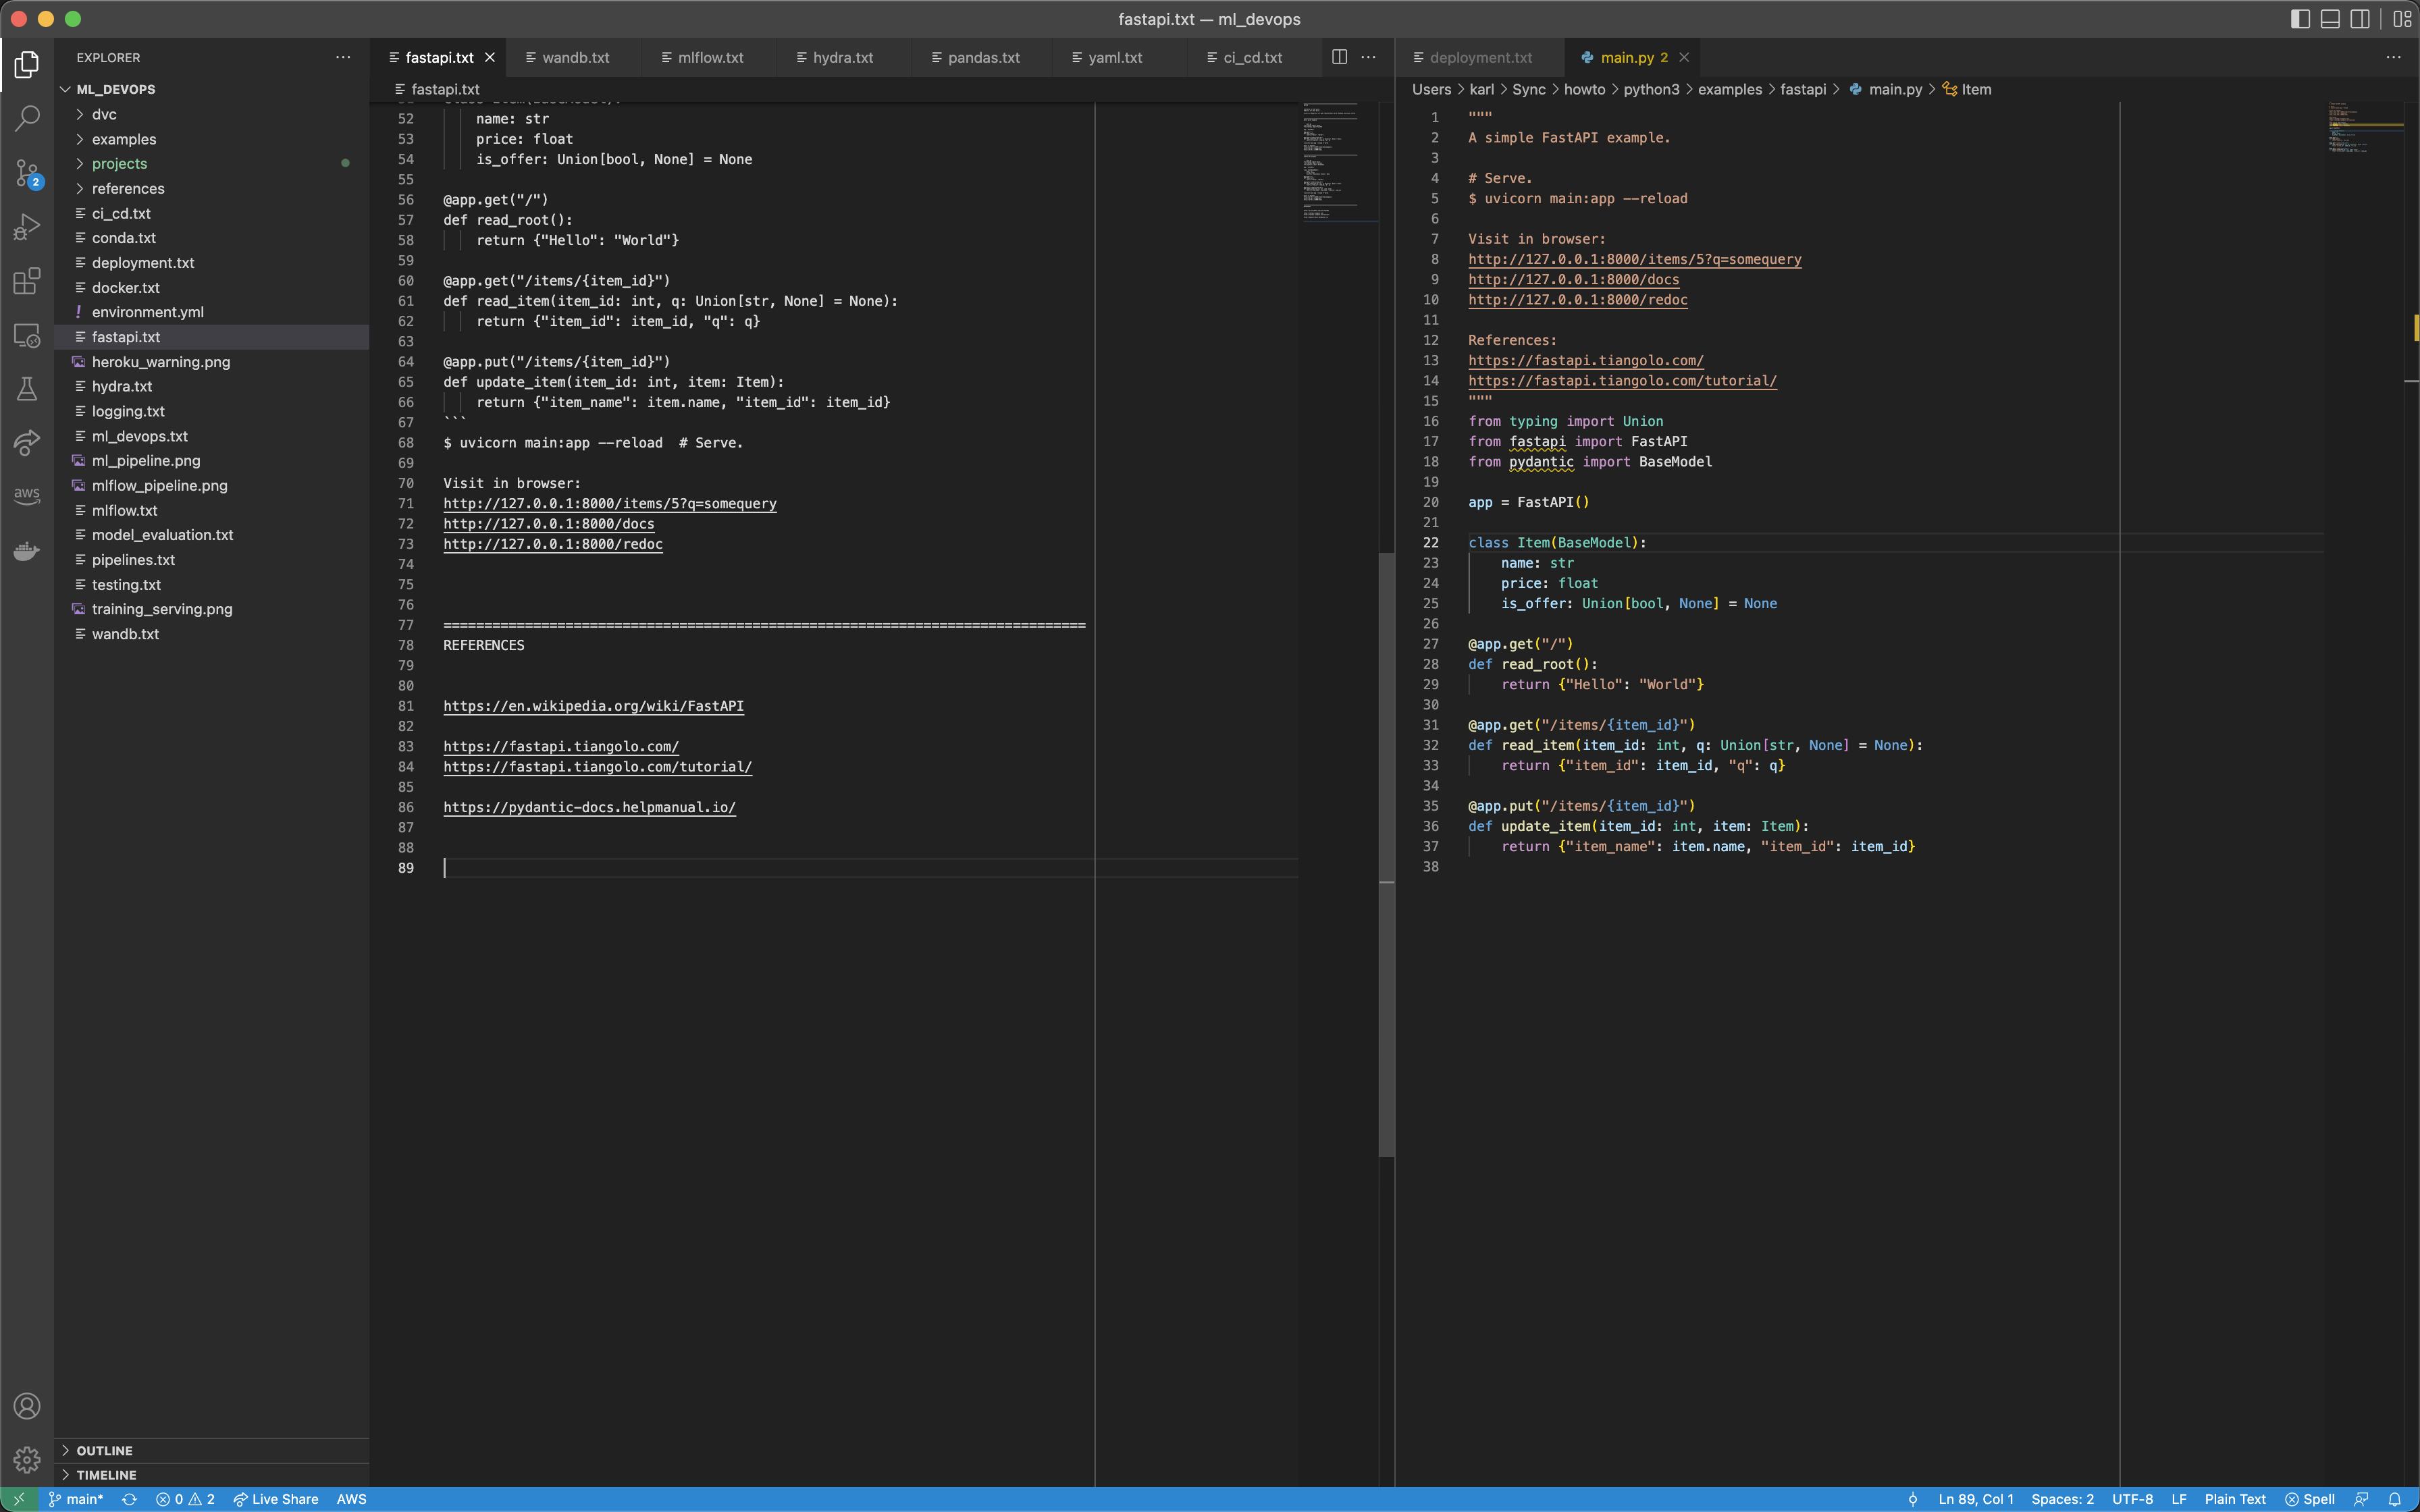 fastapi.txt — ml_devops
EXPLORER
ML_DEVOPS
dvc
examples
projects
references
ci_cd.txt
conda.txt
deployment.txt
docker.txt
environment.yml
fastapi.txt
heroku_warning.png
hydra.txt
logging.txt
ml_devops.txt
ml_pipeline.png
mlflow_pipeline.png
mlflow.txt
model_evaluation.txt
pipelines.txt
testing.txt
training_serving.png
wandb.txt
OUTLINE
TIMELINE
2
aws
fastapi.txt wandb.txt mlflow.txt hydra.txt pandas.txt yaml.txt ci_cd.txt
fastapi.txt
52 name: str
53 price: float
54 is_offer: Union[bool, None] = None
55
56 @app.get("/")
57 def read_root():
58 return {"Hello": "World"}
59
60 @app.get("/items/{item_id}")
61 def read_item(item_id: int, q: Union[str, None] = None):
62 return {"item_id": item_id, "q": q}
63
64 @app.put("/items/{item_id}")
65 def update_item(item_id: int, item: Item):
66 return {"item_name": item.name, "item_id": item_id}
67 ```
68 $ uvicorn main:app --reload  # Serve.
69
70 Visit in browser:
71 http://127.0.0.1:8000/items/5?q=somequery
72 http://127.0.0.1:8000/docs
73 http://127.0.0.1:8000/redoc
74
75
76
77 ===============================================================================
78 REFERENCES
79
80
81 https://en.wikipedia.org/wiki/FastAPI
82
83 https://fastapi.tiangolo.com/
84 https://fastapi.tiangolo.com/tutorial/
85
86 https://pydantic-docs.helpmanual.io/
87
88
89
deployment.txt main.py 2
Users > karl > Sync > howto > python3 > examples > fastapi > main.py > Item
1 """
2 A simple FastAPI example.
3
4 # Serve.
5 $ uvicorn main:app --reload
6
7 Visit in browser:
8 http://127.0.0.1:8000/items/5?q=somequery
9 http://127.0.0.1:8000/docs
10 http://127.0.0.1:8000/redoc
11
12 References:
13 https://fastapi.tiangolo.com/
14 https://fastapi.tiangolo.com/tutorial/
15 """
16 from typing import Union
17 from fastapi import FastAPI
18 from pydantic import BaseModel
19
20 app = FastAPI()
21
22 class Item(BaseModel):
23 name: str
24 price: float
25 is_offer: Union[bool, None] = None
26
27 @app.get("/")
28 def read_root():
29 return {"Hello": "World"}
30
31 @app.get("/items/{item_id}")
32 def read_item(item_id: int, q: Union[str, None] = None):
33 return {"item_id": item_id, "q": q}
34
35 @app.put("/items/{item_id}")
36 def update_item(item_id: int, item: Item):
37 return {"item_name": item.name, "item_id": item_id}
38
main* 0 2 Live Share AWS Ln 89, Col 1 Spaces: 2 UTF-8 LF Plain Text Spell